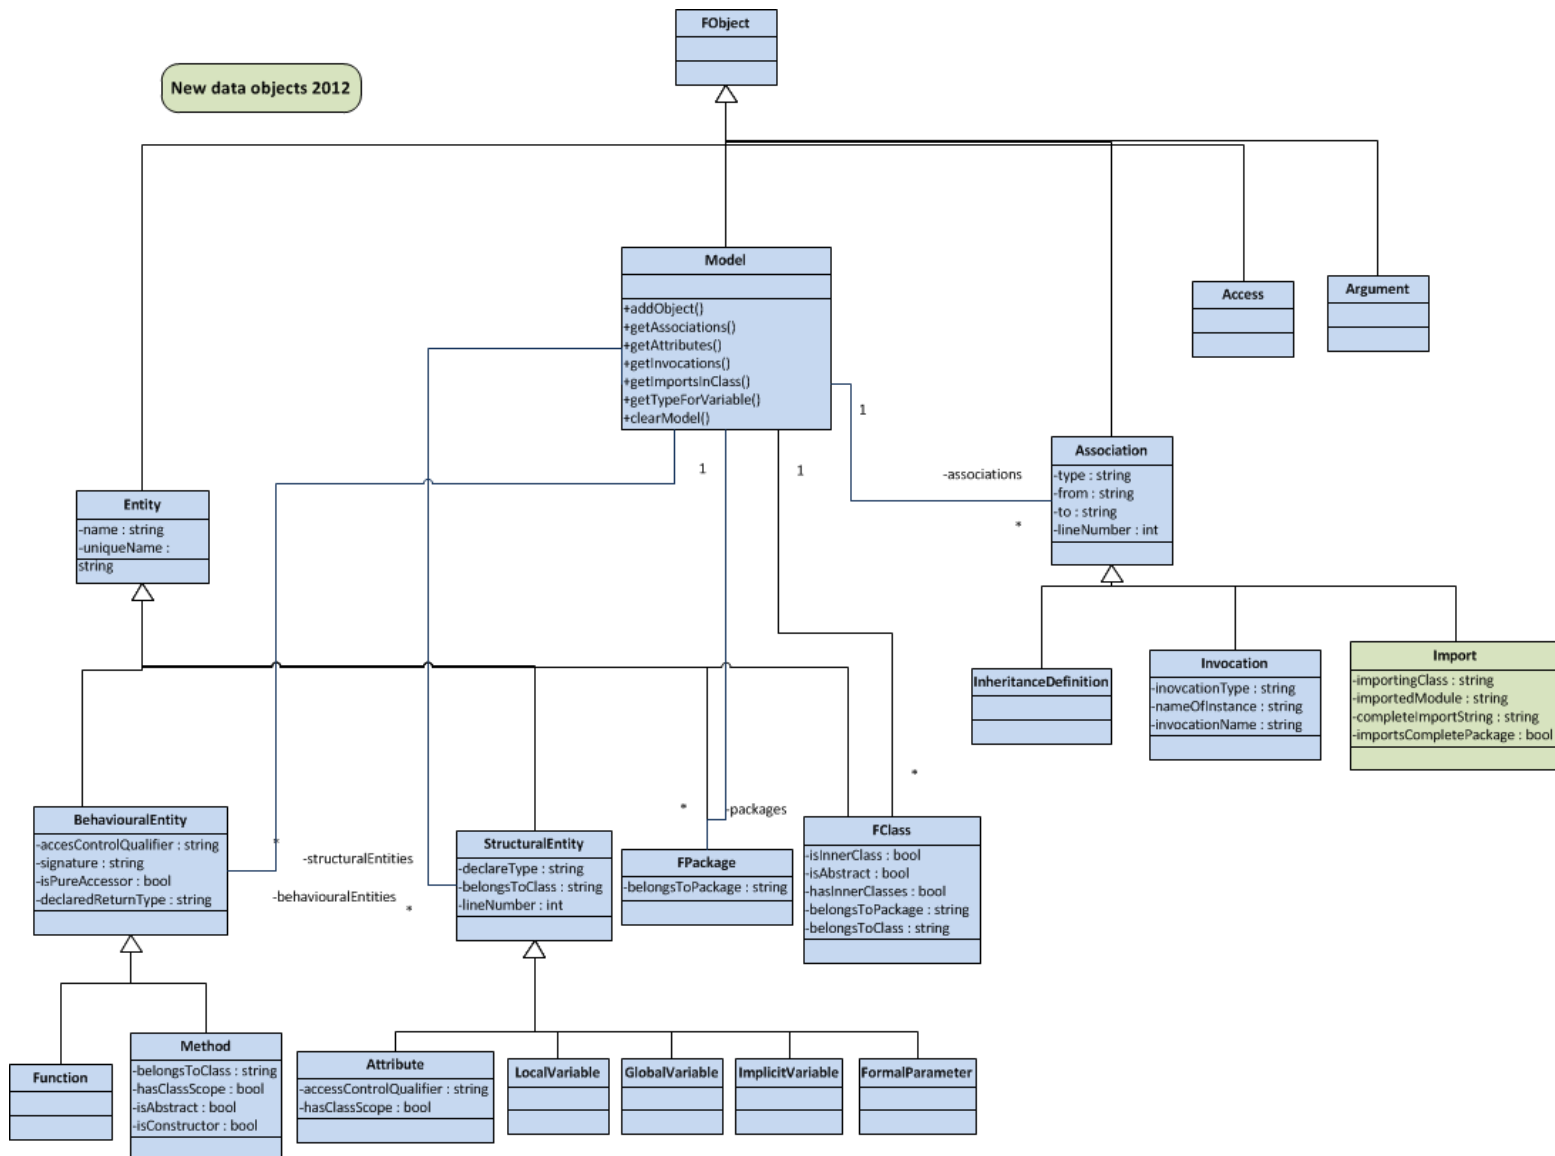 FObject
New data objects 2012
Model
+addObject()
+getAssociations()
+getAttributes()
+getInvocations()
+getImportsInClass()
+getTypeForVariable()
+clearModel()
Access
Argument
1
1
1
-associations
*
Association
-type : string
-from : string
-to : string
-lineNumber : int
Entity
-name : string
-uniqueName :
string
InheritanceDefinition
Invocation
-inovcationType : string
-nameOfInstance : string
-invocationName : string
Import
-importingClass : string
-importedModule : string
-completeImportString : string
-importsCompletePackage : bool
*
*
-packages
BehaviouralEntity
-accesControlQualifier : string
-signature : string
-isPureAccessor : bool
-declaredReturnType : string
*
-structuralEntities
-behaviouralEntities
*
StructuralEntity
-declareType : string
-belongsToClass : string
-lineNumber : int
FPackage
-belongsToPackage : string
FClass
-isInnerClass : bool
-isAbstract : bool
-hasInnerClasses : bool
-belongsToPackage : string
-belongsToClass : string
Function
Method
-belongsToClass : string
-hasClassScope : bool
-isAbstract : bool
-isConstructor : bool
Attribute
-accessControlQualifier : string
-hasClassScope : bool
LocalVariable
GlobalVariable
ImplicitVariable
FormalParameter